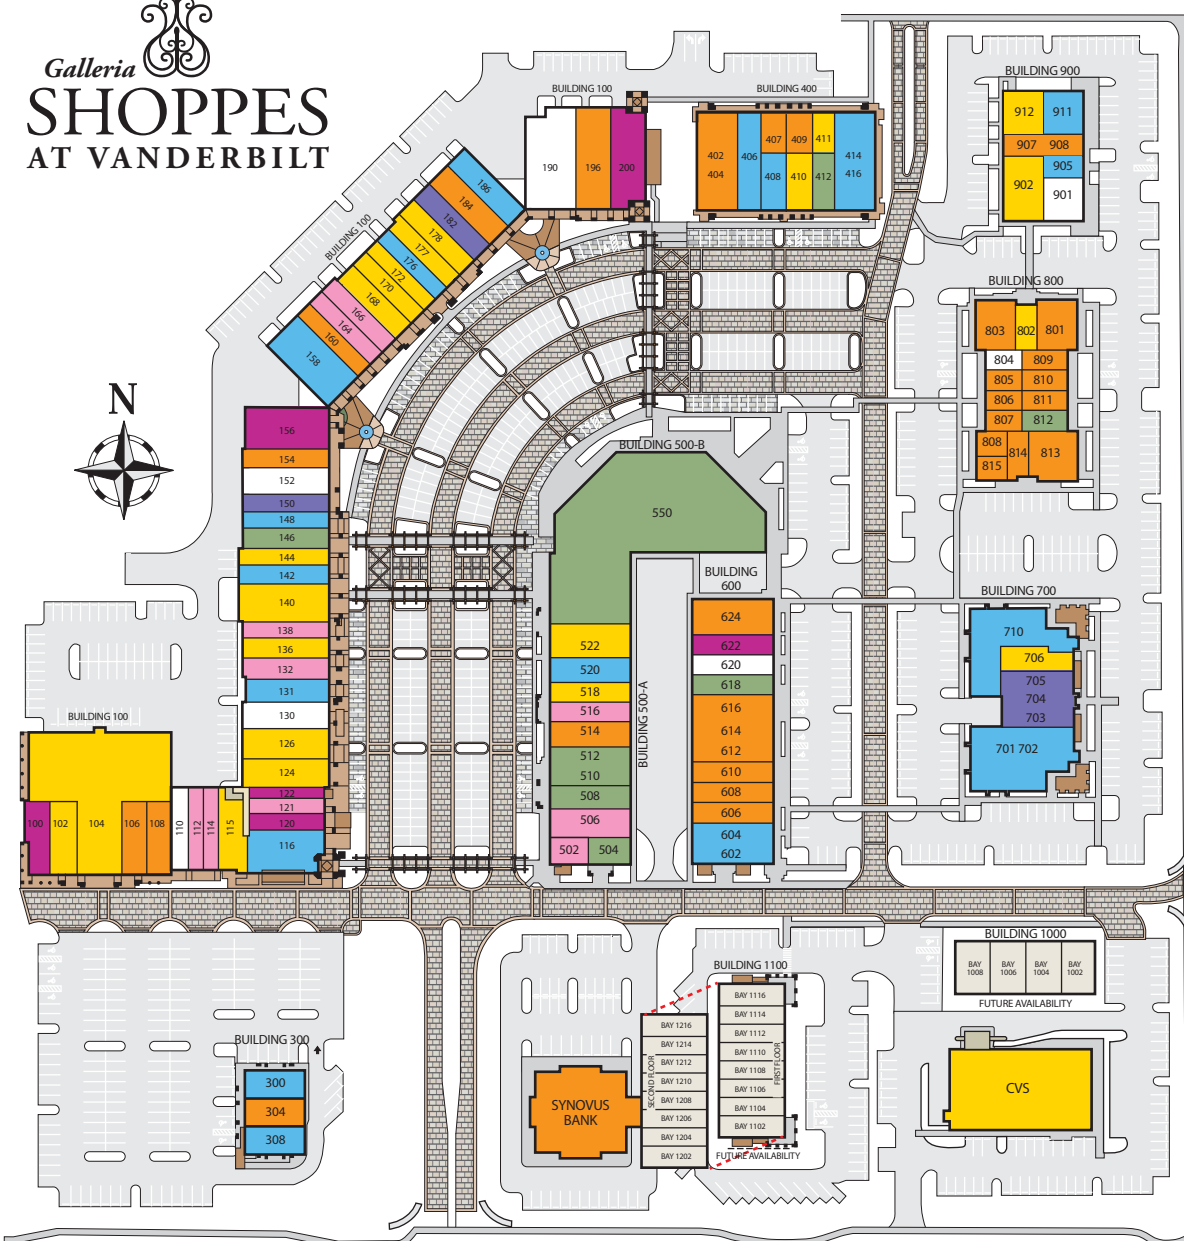 Galleria
SHOPPES
AT VANDERBILT
BUILDING 100
190
196
200
BUILDING 400
402
404
406
407
408
409
410
411
412
414
416
BUILDING 900
912
911
907
908
905
902
901
BUILDING 100
186
184
182
178
177
176
172
170
168
166
164
160
158
BUILDING 800
803
802
801
804
809
805
810
806
811
807
812
808
814
813
815
N
156
154
152
150
148
146
144
142
140
138
136
132
131
130
126
124
122
121
120
116
BUILDING 100
100
102
104
106
108
110
112
114
115
BUILDING 500-B
550
522
520
518
516
514
512
510
508
506
502
504
BUILDING 500-A
BUILDING
600
624
622
620
618
616
614
612
610
608
606
604
602
BUILDING 700
710
706
705
704
703
701 702
BUILDING 300
300
304
308
SYNOVUS
BANK
BUILDING 1100
BAY 1116
BAY 1114
BAY 1112
BAY 1110
BAY 1108
BAY 1106
BAY 1104
BAY 1102
FIRST FLOOR
BAY 1216
BAY 1214
BAY 1212
BAY 1210
BAY 1208
BAY 1206
BAY 1204
BAY 1202
SECOND FLOOR
FUTURE AVAILABILITY
BUILDING 1000
BAY
1008
BAY
1006
BAY
1004
BAY
1002
FUTURE AVAILABILITY
CVS